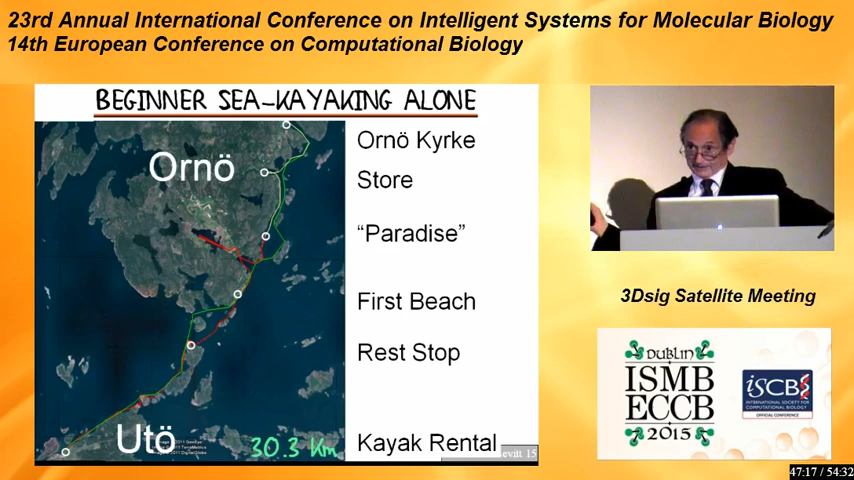 23rd Annual International Conference on Intelligent Systems for Molecular Biology
14th European Conference on Computational Biology
BEGINNER SEA-KAYAKING ALONE
Ornö
Ornö Kyrke
Store
“Paradise”
First Beach
Rest Stop
Kayak Rental
Utö
30.3 Km
evitt 15
3Dsig Satellite Meeting
DUBLIN
ISMB
ECCB
2015
iSCB
INTERNATIONAL SOCIETY FOR
COMPUTATIONAL BIOLOGY
OFFICIAL CONFERENCE
47:17 / 54:32